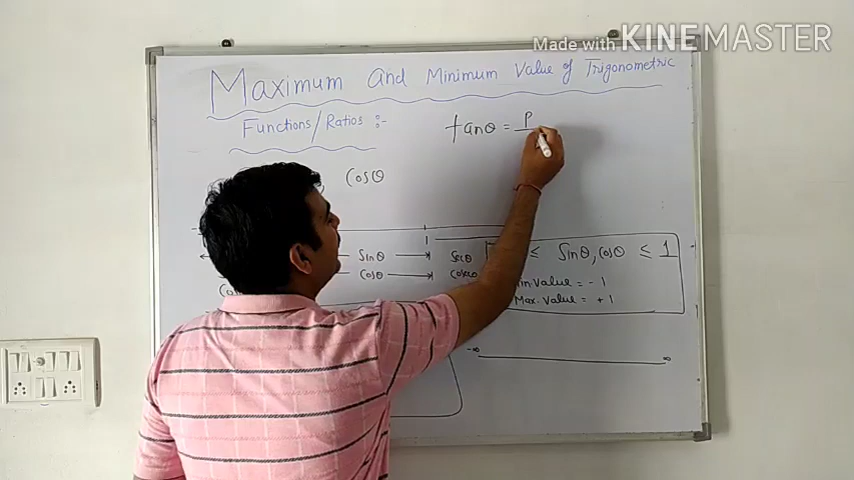 Made with KINEMASTER
Maximum and Minimum Value of Trigonometric
Functions/Ratios :-
tanθ = P
Cosθ
1
Sinθ
Cosθ
Secθ
≤ Sinθ, Cosθ ≤ 1
Value = - 1
Max. Value = + 1
-∞ ∞